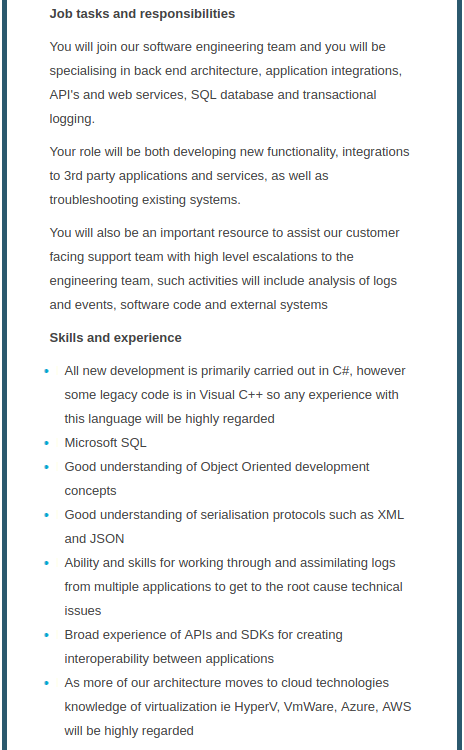 Job tasks and responsibilities
You will join our software engineering team and you will be
specialising in back end architecture, application integrations,
API's and web services, SQL database and transactional
logging.
Your role will be both developing new functionality, integrations
to 3rd party applications and services, as well as
troubleshooting existing systems.
You will also be an important resource to assist our customer
facing support team with high level escalations to the
engineering team, such activities will include analysis of logs
and events, software code and external systems
Skills and experience
• All new development is primarily carried out in C#, however
some legacy code is in Visual C++ so any experience with
this language will be highly regarded
• Microsoft SQL
• Good understanding of Object Oriented development
concepts
• Good understanding of serialisation protocols such as XML
and JSON
• Ability and skills for working through and assimilating logs
from multiple applications to get to the root cause technical
issues
• Broad experience of APIs and SDKs for creating
interoperability between applications
• As more of our architecture moves to cloud technologies
knowledge of virtualization ie HyperV, VmWare, Azure, AWS
will be highly regarded